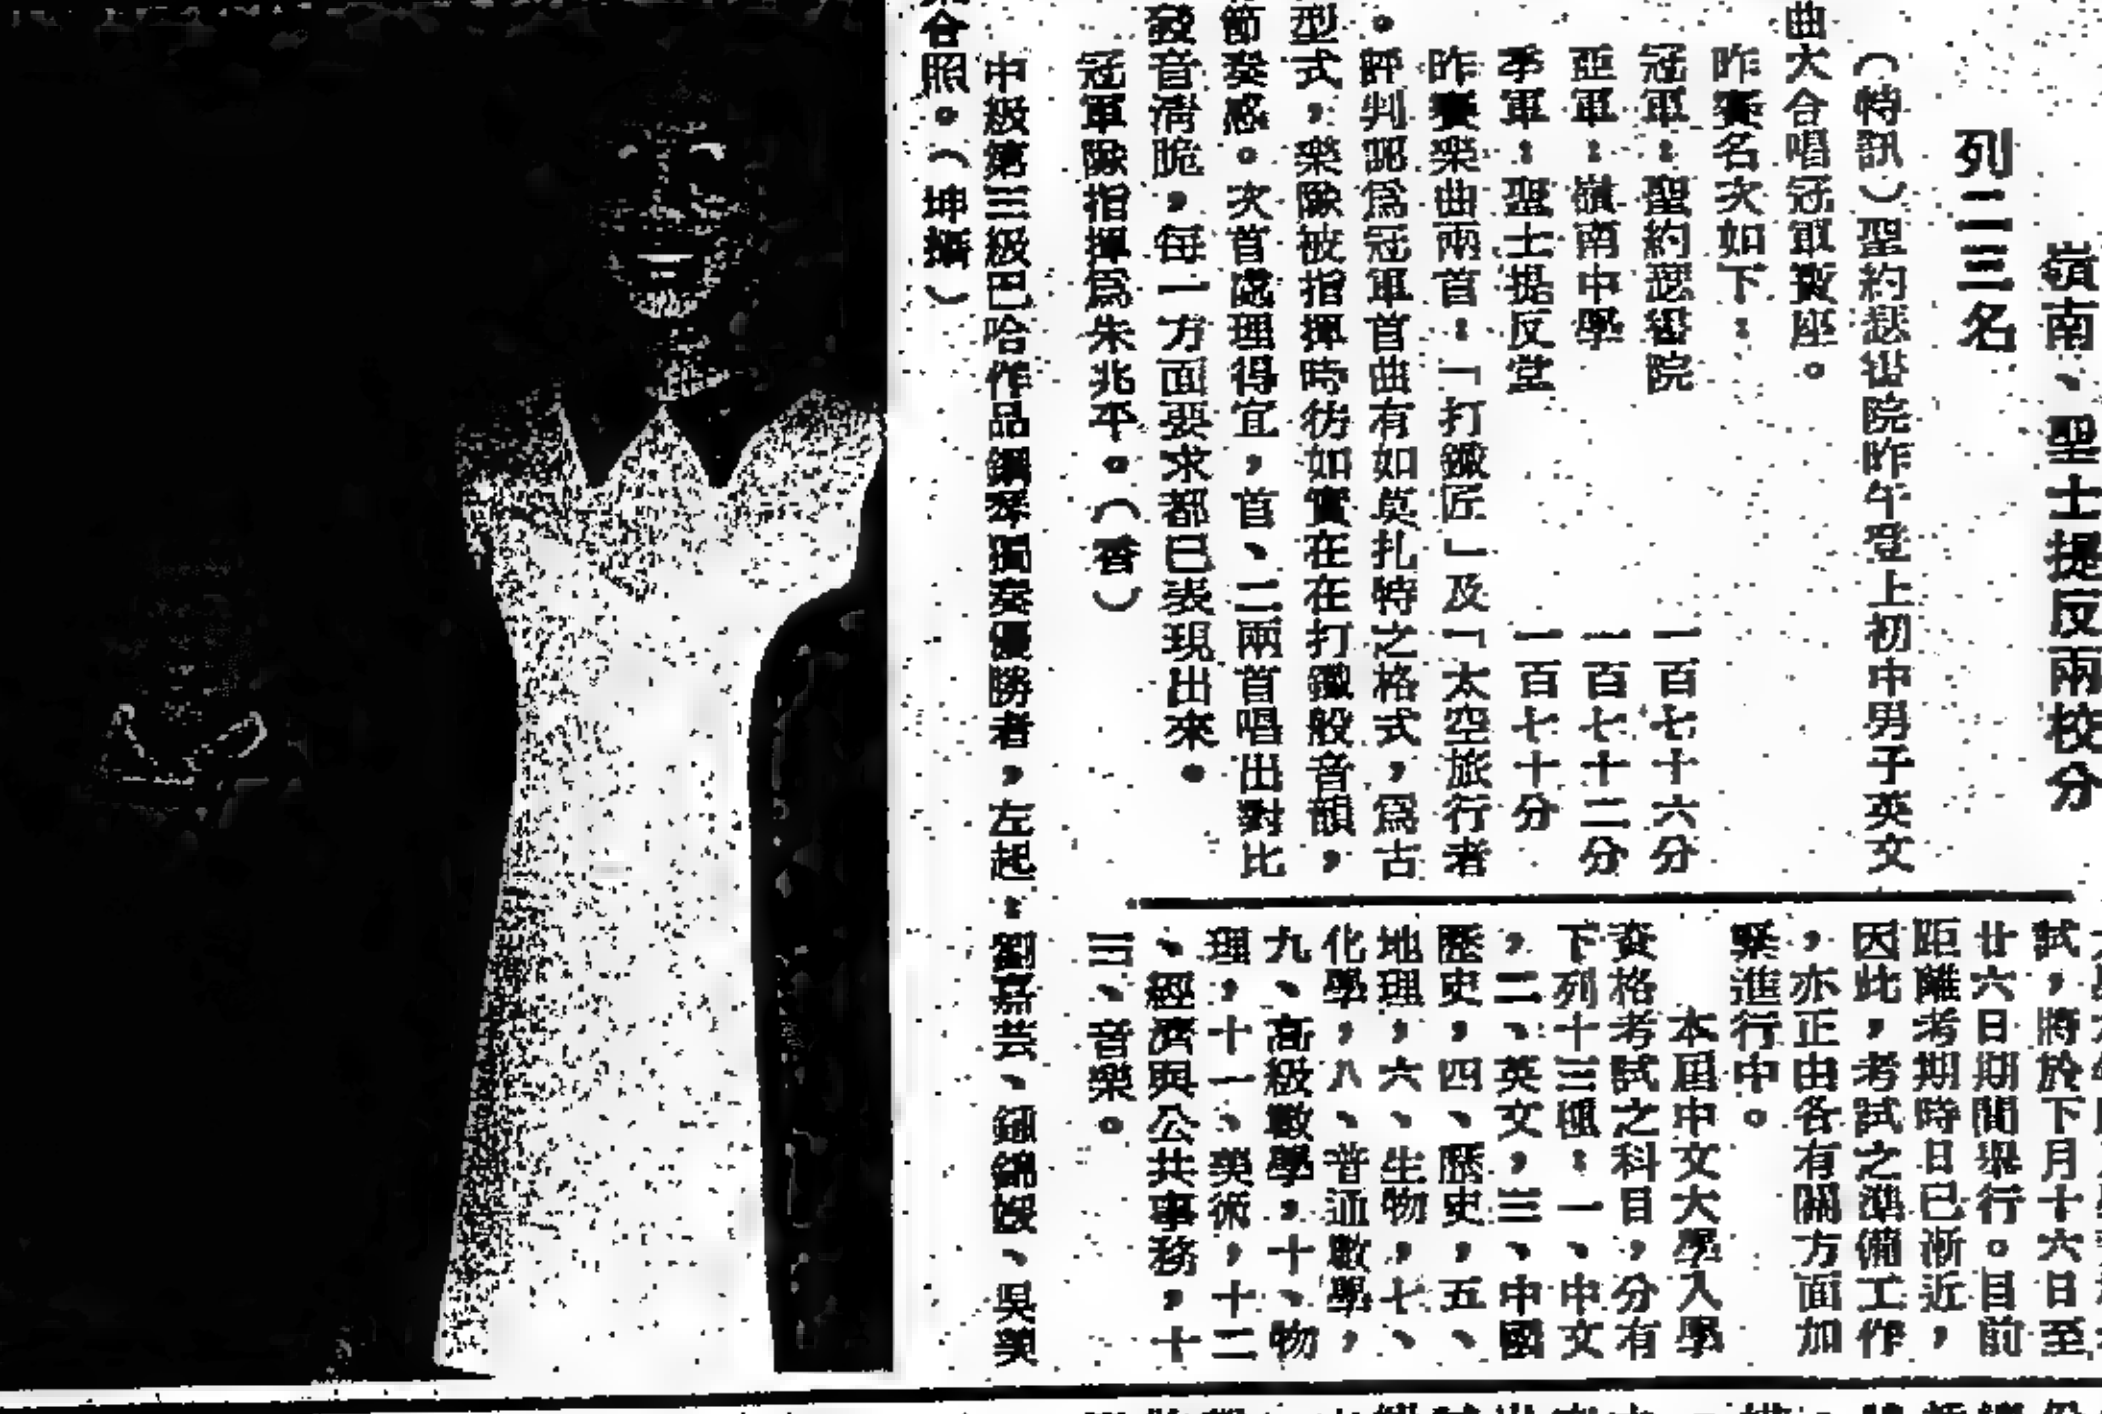 嶺南、聖士提反兩校分
列二三名
（特訊）聖約瑟書院昨午登上初中男子英文
曲大合唱冠軍寶座。
昨賽名次如下：
冠軍：聖約瑟書院 一百七十六分
亞軍：嶺南中學 一百七十二分
季軍：聖士提反堂 一百七十分
昨賽樂曲兩首：「打鐵匠」及「太空旅行者
。評判認爲冠軍首曲有如莫扎特之格式，爲古
型式，樂隊被指揮時彷如實在在打鐵般音韻，
節奏感。次首處理得宜，首、二兩首唱出對比
發音清脆，每一方面要求都已表現出來。
冠軍隊指揮爲朱兆平。（香）
中級第三級巴哈作品鋼琴獨奏優勝者，左起：劉燕芸、鍾錦嫦、吳美
合照。（坤攝）
試，將於下月十六日至
廿六日期間舉行。目前
距離考期時日已漸近，
因此，考試之準備工作
，亦正由各有關方面加
緊進行中。
本屆中文大學入學
資格考試之科目，分有
下列十三種：一、中文
，二、英文，三、中國
歷史，四、歷史，五、
地理，六、生物，七、
化學，八、普通數學，
九、高級數學，十、物
理，十一、美術，十二
、經濟與公共事務，十
三、音樂。